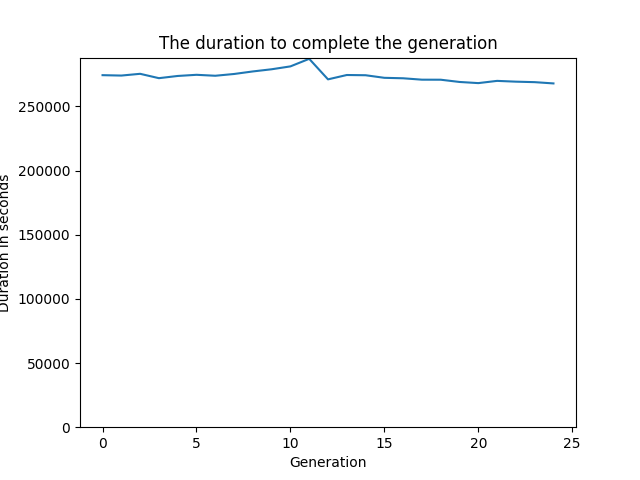 The duration to complete the generation
250000
200000
150000
100000
50000
0
Duration in seconds
0 5 10 15 20 25
Generation